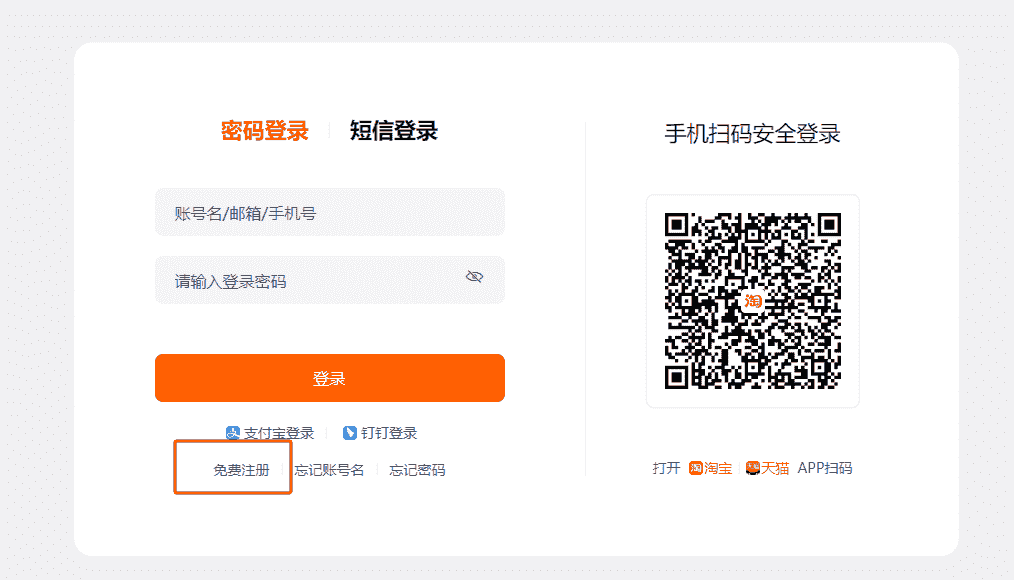 密码登录 短信登录
账号名/邮箱/手机号
请输入登录密码
登录
支付宝登录 钉钉登录
免费注册 忘记账号名 忘记密码
手机扫码安全登录
淘
打开 淘宝 天猫 APP扫码